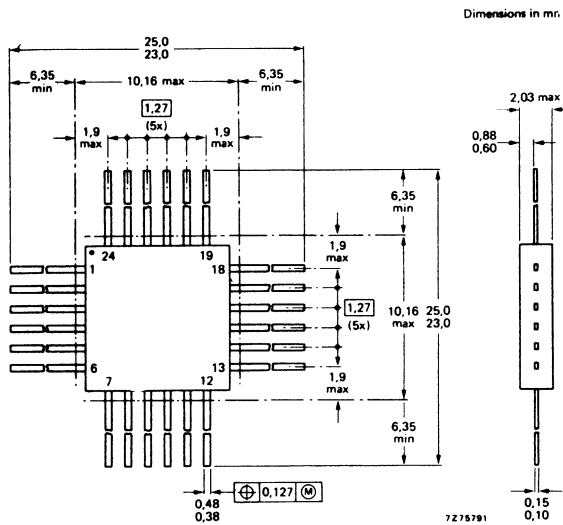 Dimensions in mm
25,0
23,0
6,35
min
10,16 max
6,35
min
1,27
(5x)
1,9
max
1,9
max
2,03 max
0,88
0,60
24
19
1
18
6
13
7
12
6,35
min
1,9
max
1,27
(5x)
10,16
max
25,0
23,0
1,9
max
6,35
min
0,48
0,38
⌖ 0,127 Ⓜ
7Z75791
0,15
0,10